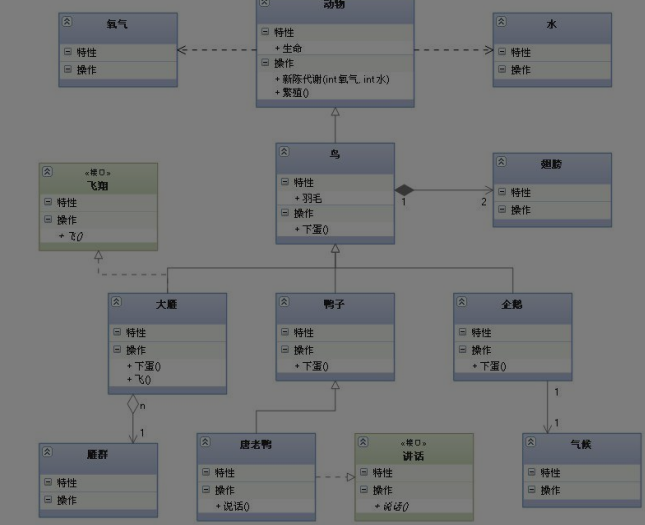 动物
特性
+ 生命
操作
+ 新陈代谢(int 氧气, int 水)
+ 繁殖()
氧气
特性
操作
水
特性
操作
鸟
特性
+ 羽毛
操作
+ 下蛋()
1
2
翅膀
特性
操作
«接口»
飞翔
特性
操作
+ 飞()
大雁
特性
操作
+ 下蛋()
+ 飞()
n
1
鸭子
特性
操作
+ 下蛋()
企鹅
特性
操作
+ 下蛋()
1
1
雁群
特性
操作
唐老鸭
特性
操作
+ 说话()
«接口»
讲话
特性
操作
+ 说话()
气候
特性
操作